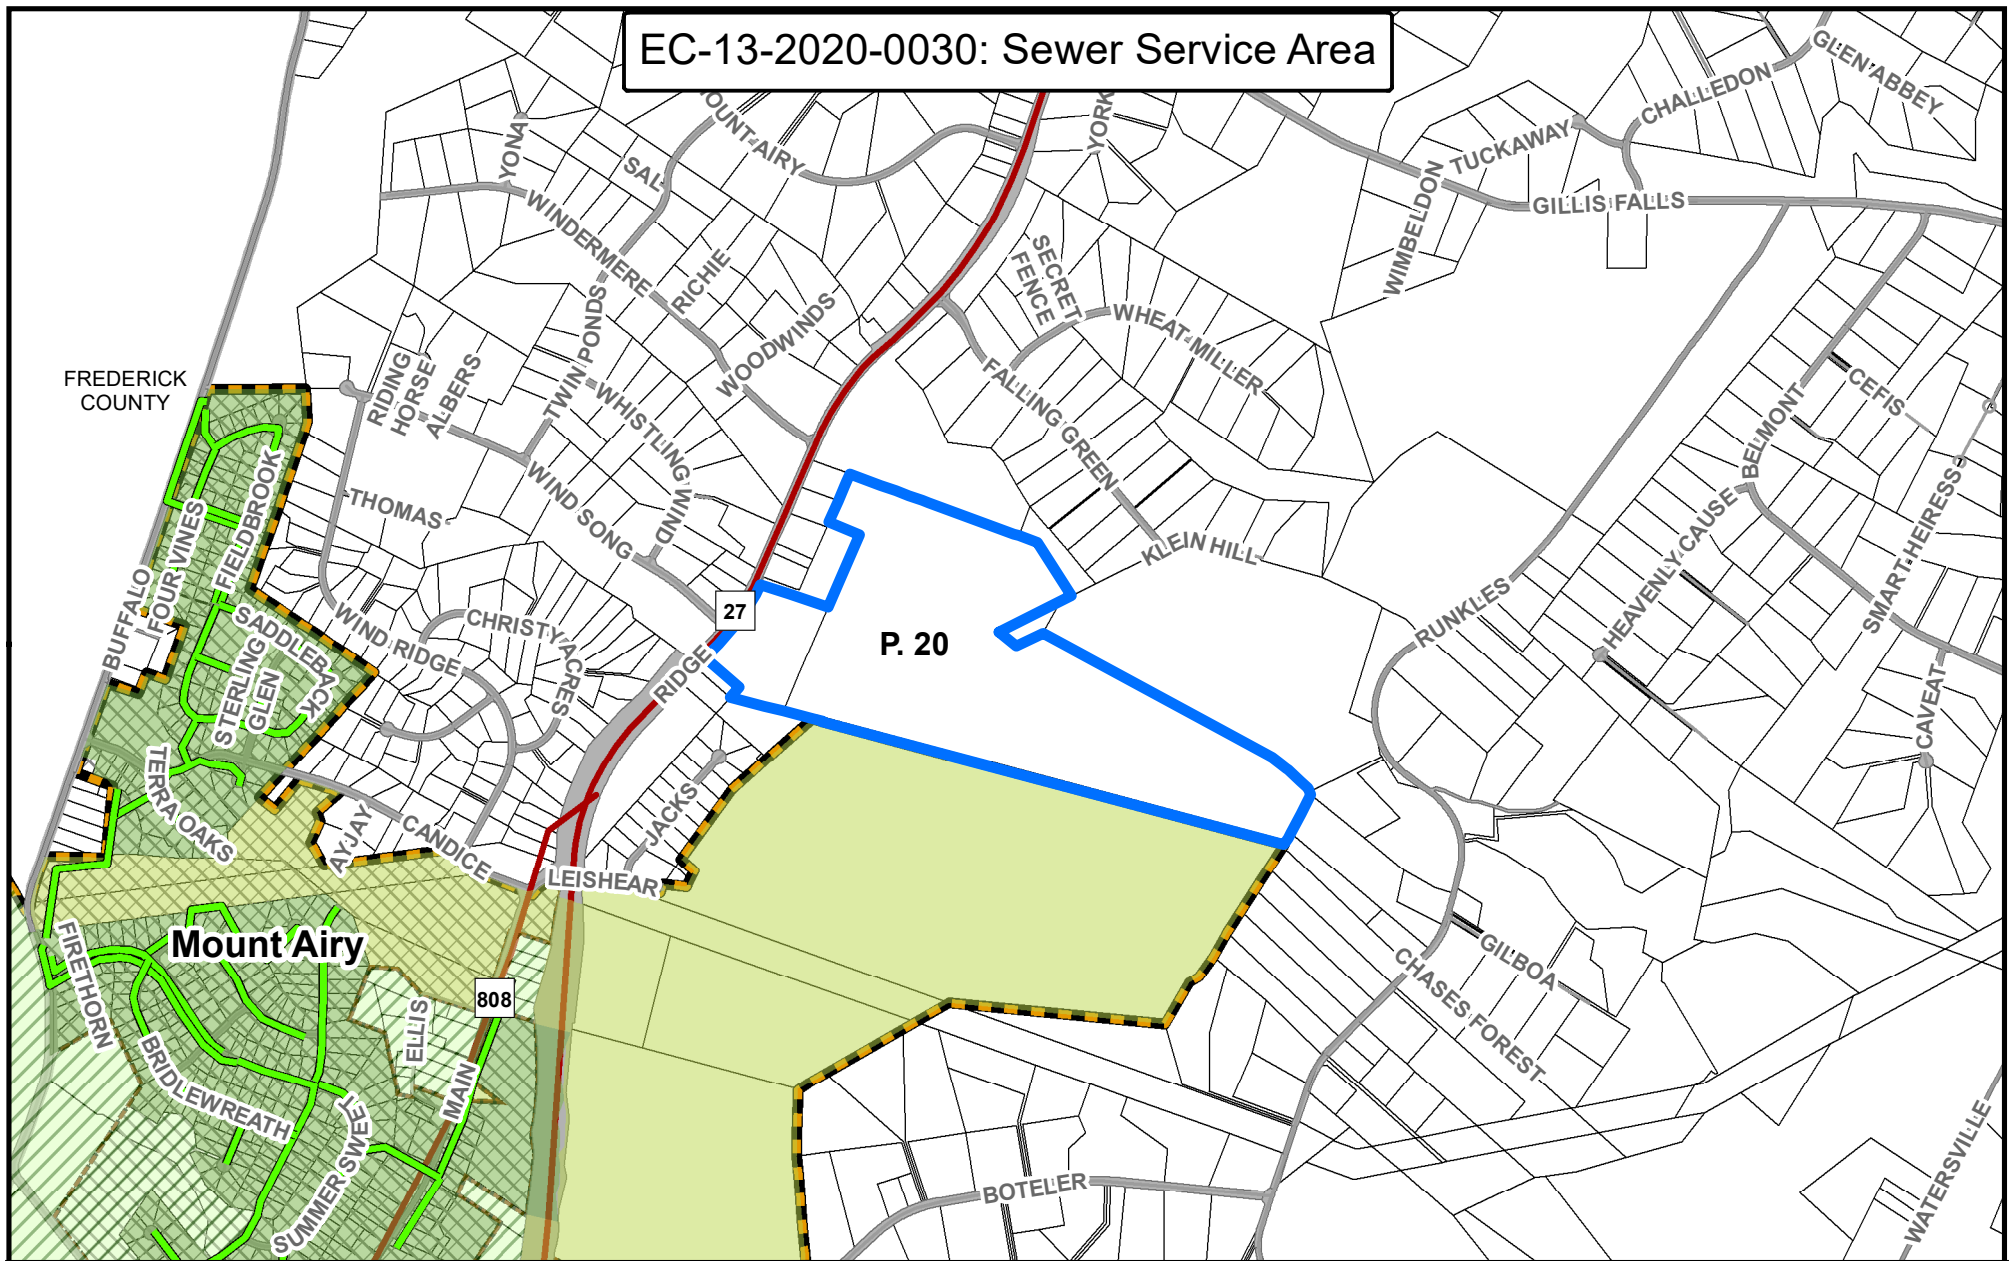 EC-13-2020-0030: Sewer Service Area
GLEN ABBEY
CHALLEDON
TUCKAWAY
YORK
MOUNT AIRY
YONA
SAL
WIMBELDON
GILLIS FALLS
WINDERMERE
RICHIE
SECRET
FENCE
WHEAT MILLER
WOODWINDS
TWIN PONDS
FREDERICK
COUNTY
RIDING
HORSE
ALBERS
WHISTLING WIND
FALLING GREEN
CEFIS
BELMONT
FIELDBROOK
THOMAS
WIND SONG
FOUR VINES
KLEIN HILL
HEAVENLY CAUSE
SMART HEIRESS
BUFFALO
SADDLEBACK
STERLING
GLEN
WIND RIDGE
CHRISTY ACRES
27
RIDGE
P. 20
RUNKLES
CAVEAT
TERRA OAKS
AYJAY
CANDICE
JACKS
LEISHEAR
Mount Airy
FIRETHORN
808
ELLIS
GILBOA
CHASES FOREST
BRIDLEWREATH
MAIN
SUMMER SWEET
BOTELER
WATERSVILLE